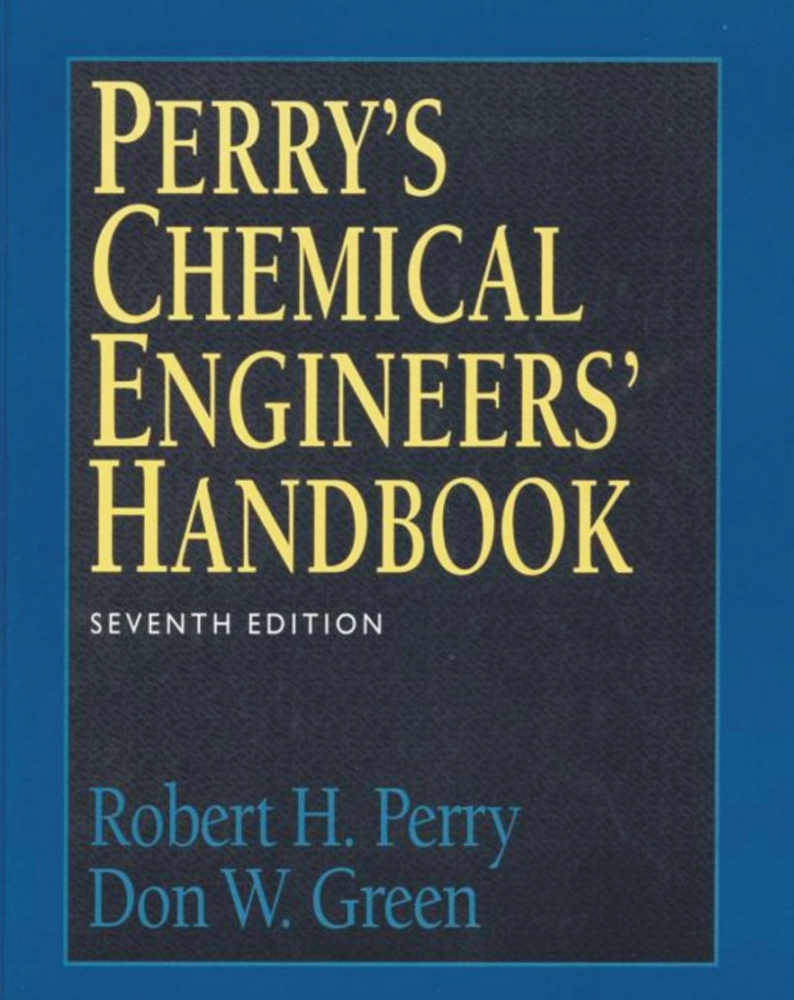 PERRY'S
CHEMICAL
ENGINEERS'
HANDBOOK
SEVENTH EDITION
Robert H. Perry
Don W. Green